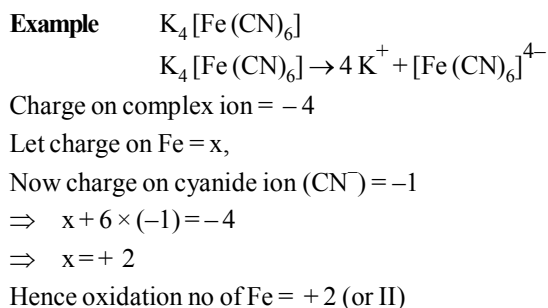 Example K₄[Fe(CN)₆]
K₄[Fe(CN)₆] → 4 K⁺ + [Fe(CN)₆]⁴⁻
Charge on complex ion = – 4
Let charge on Fe = x,
Now charge on cyanide ion (CN⁻) = –1
⇒ x + 6 × (–1) = – 4
⇒ x = + 2
Hence oxidation no of Fe = +2 (or II)